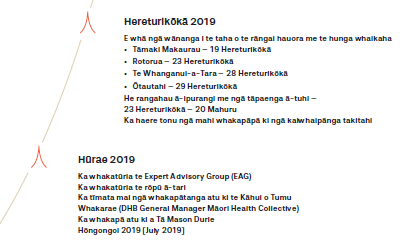 Hereturikōkā 2019
E whā ngā wānanga i te taha o te rāngai hauora me te hunga whaikaha
• Tāmaki Makaurau – 19 Hereturikōkā
• Rotorua – 23 Hereturikōkā
• Te Whanganui-a-Tara – 28 Hereturikōkā
• Ōtautahi – 29 Hereturikōkā
He rangahau ā-ipurangi me ngā tāpaenga ā-tuhi –
23 Hereturikōkā – 20 Mahuru
Ka haere tonu ngā mahi whakapāpā ki ngā kaiwhaipānga takitahi
Hūrae 2019
Ka whakatūria te Expert Advisory Group (EAG)
Ka whakatūria te rōpū ā-tari
Ka tīmata mai ngā whakapātanga atu ki te Kāhui o Tumu
Whakarae (DHB General Manager Māori Health Collective)
Ka whakapā atu ki a Tā Mason Durie
Hōngongoi 2019 [July 2019]